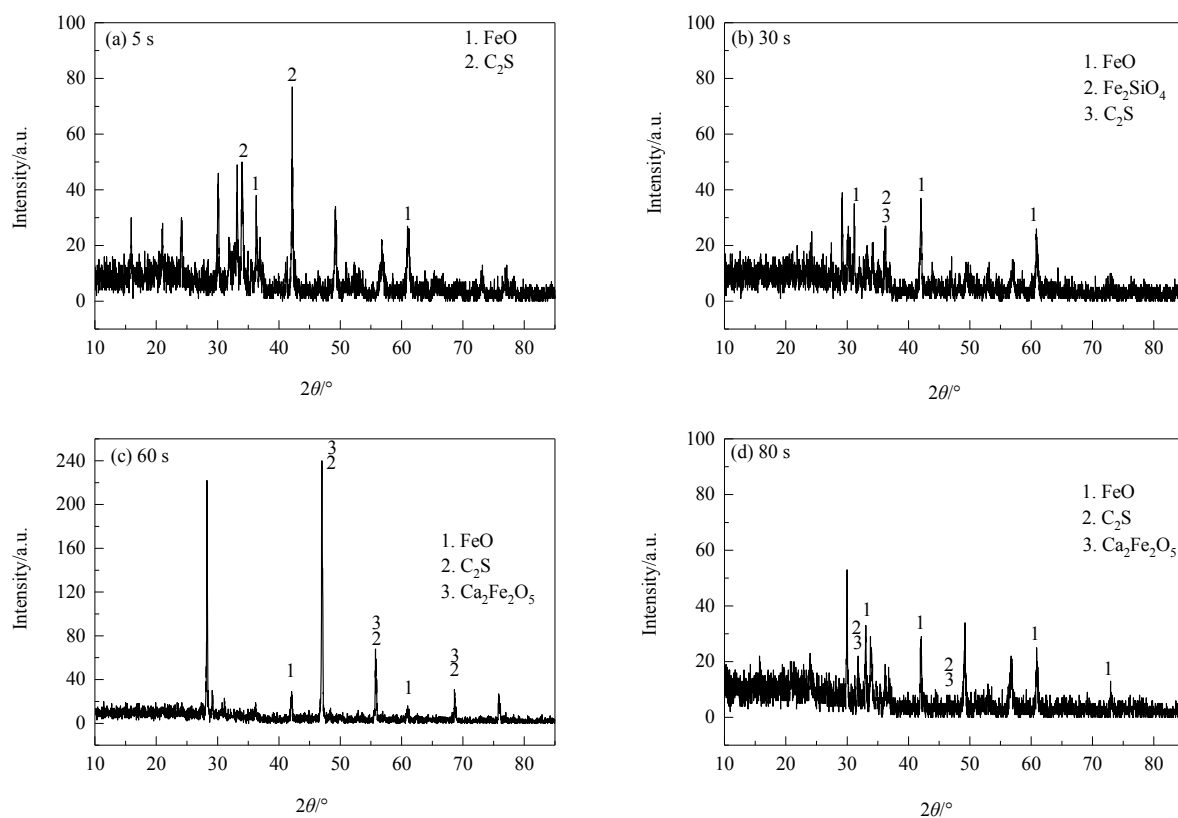 (a) 5 s
1. FeO
2. C₂S
2
2
1
1
100
80
60
40
20
0
Intensity/a.u.
10 20 30 40 50 60 70 80
2θ/°
(b) 30 s
1. FeO
2. Fe₂SiO₄
3. C₂S
1
2
3
1
1
100
80
60
40
20
0
Intensity/a.u.
10 20 30 40 50 60 70 80
2θ/°
(c) 60 s
1. FeO
2. C₂S
3. Ca₂Fe₂O₅
3
2
3
2
3
2
1
1
240
200
160
120
80
40
0
Intensity/a.u.
10 20 30 40 50 60 70 80
2θ/°
(d) 80 s
1. FeO
2. C₂S
3. Ca₂Fe₂O₅
2
3
1
1
2
3
1
1
100
80
60
40
20
0
Intensity/a.u.
10 20 30 40 50 60 70 80
2θ/°